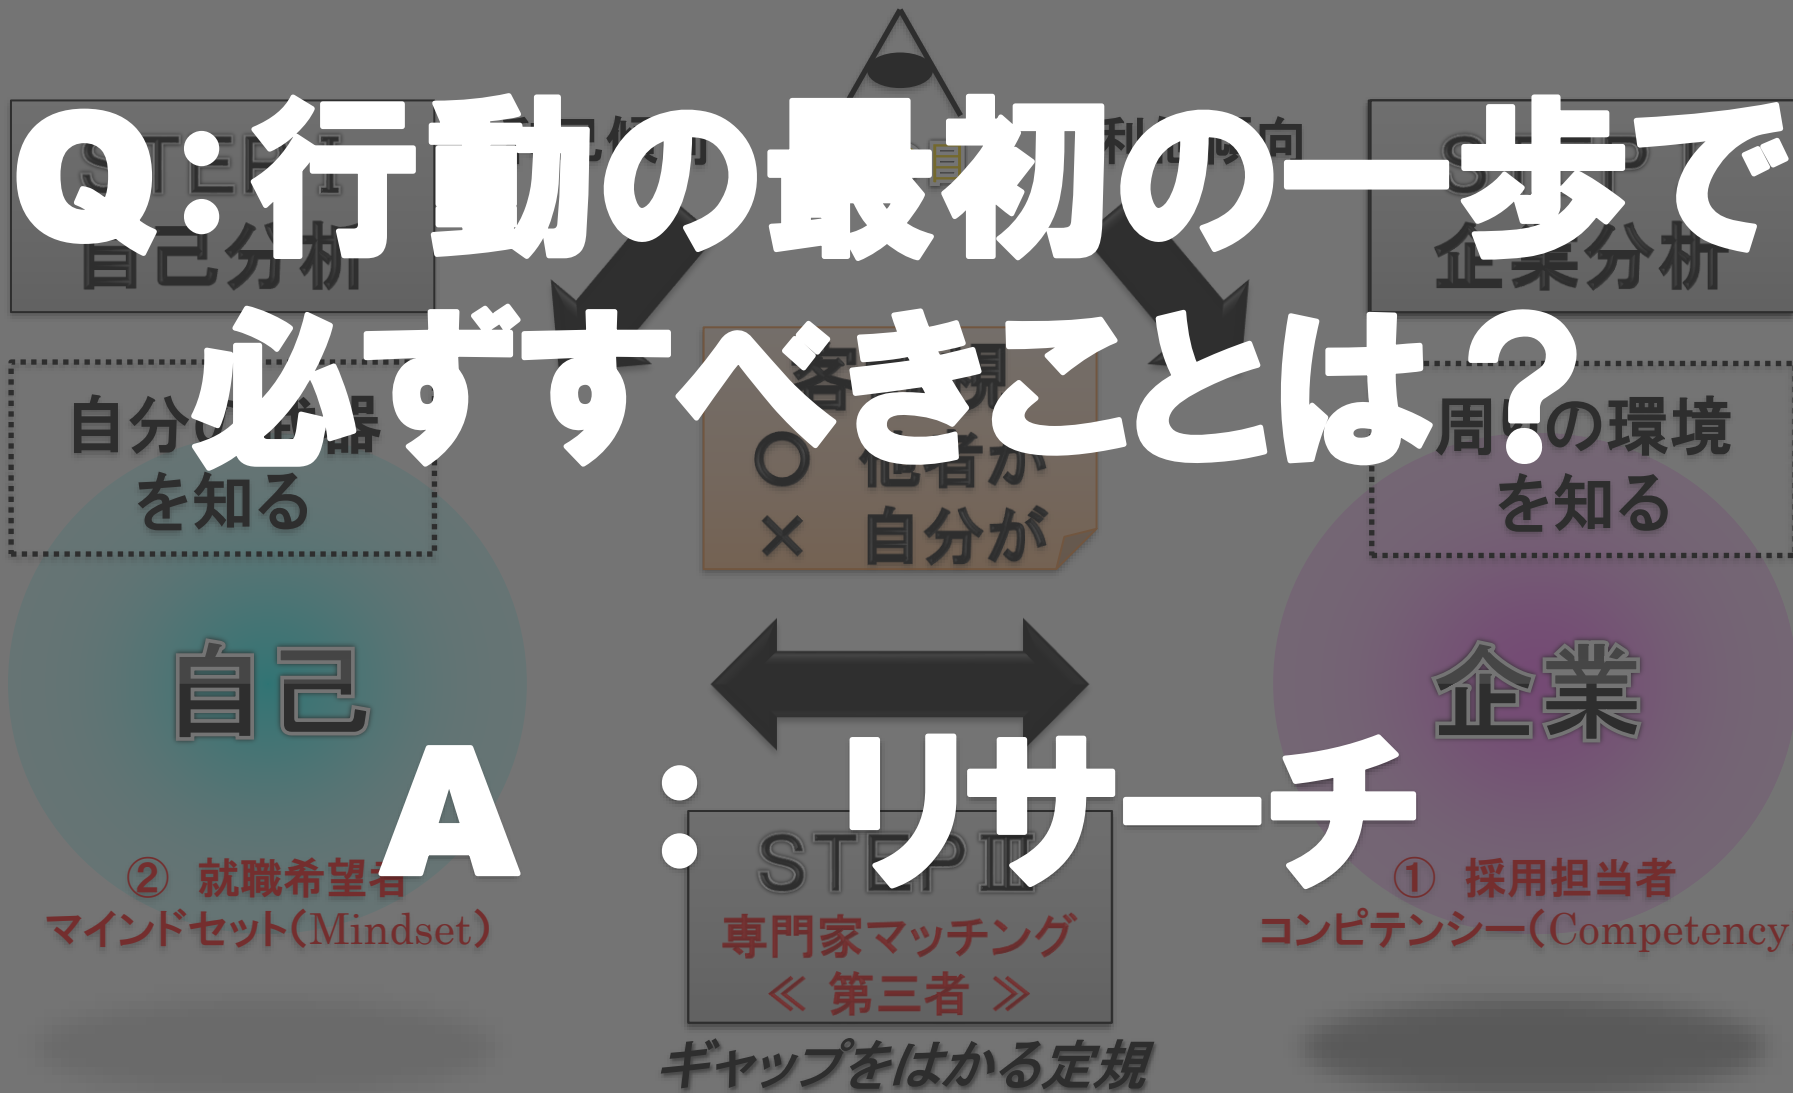 Q:行動の最初の一歩で
必ずすべきことは？
A : リサーチ
STEP I
自己分析
企業分析
自分の武器
を知る
客観
〇 他者が
× 自分が
周りの環境
を知る
自己
企業
② 就職希望者
マインドセット(Mindset)
STEP Ⅲ
専門家マッチング
≪ 第三者 ≫
ギャップをはかる定規
① 採用担当者
コンピテンシー(Competency